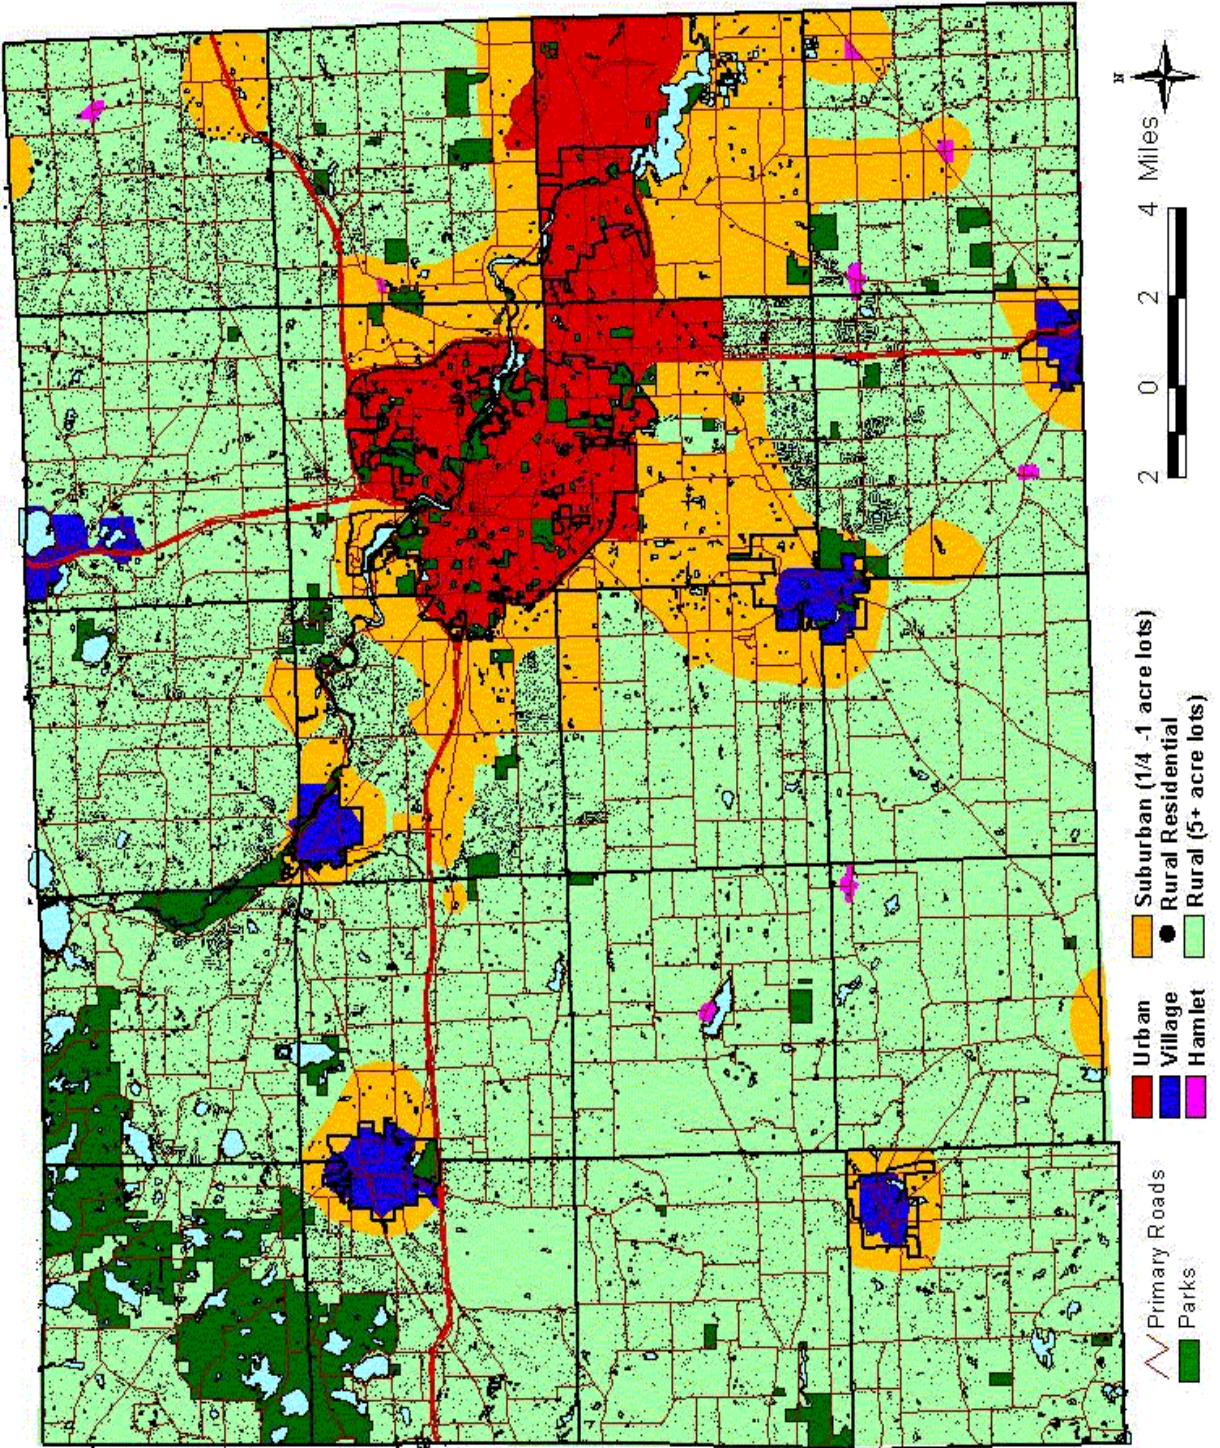 Primary Roads
Parks
Urban
Village
Hamlet
Suburban (1/4 -1 acre lots)
Rural Residential
Rural (5+ acre lots)
2 0 2 4 Miles
N